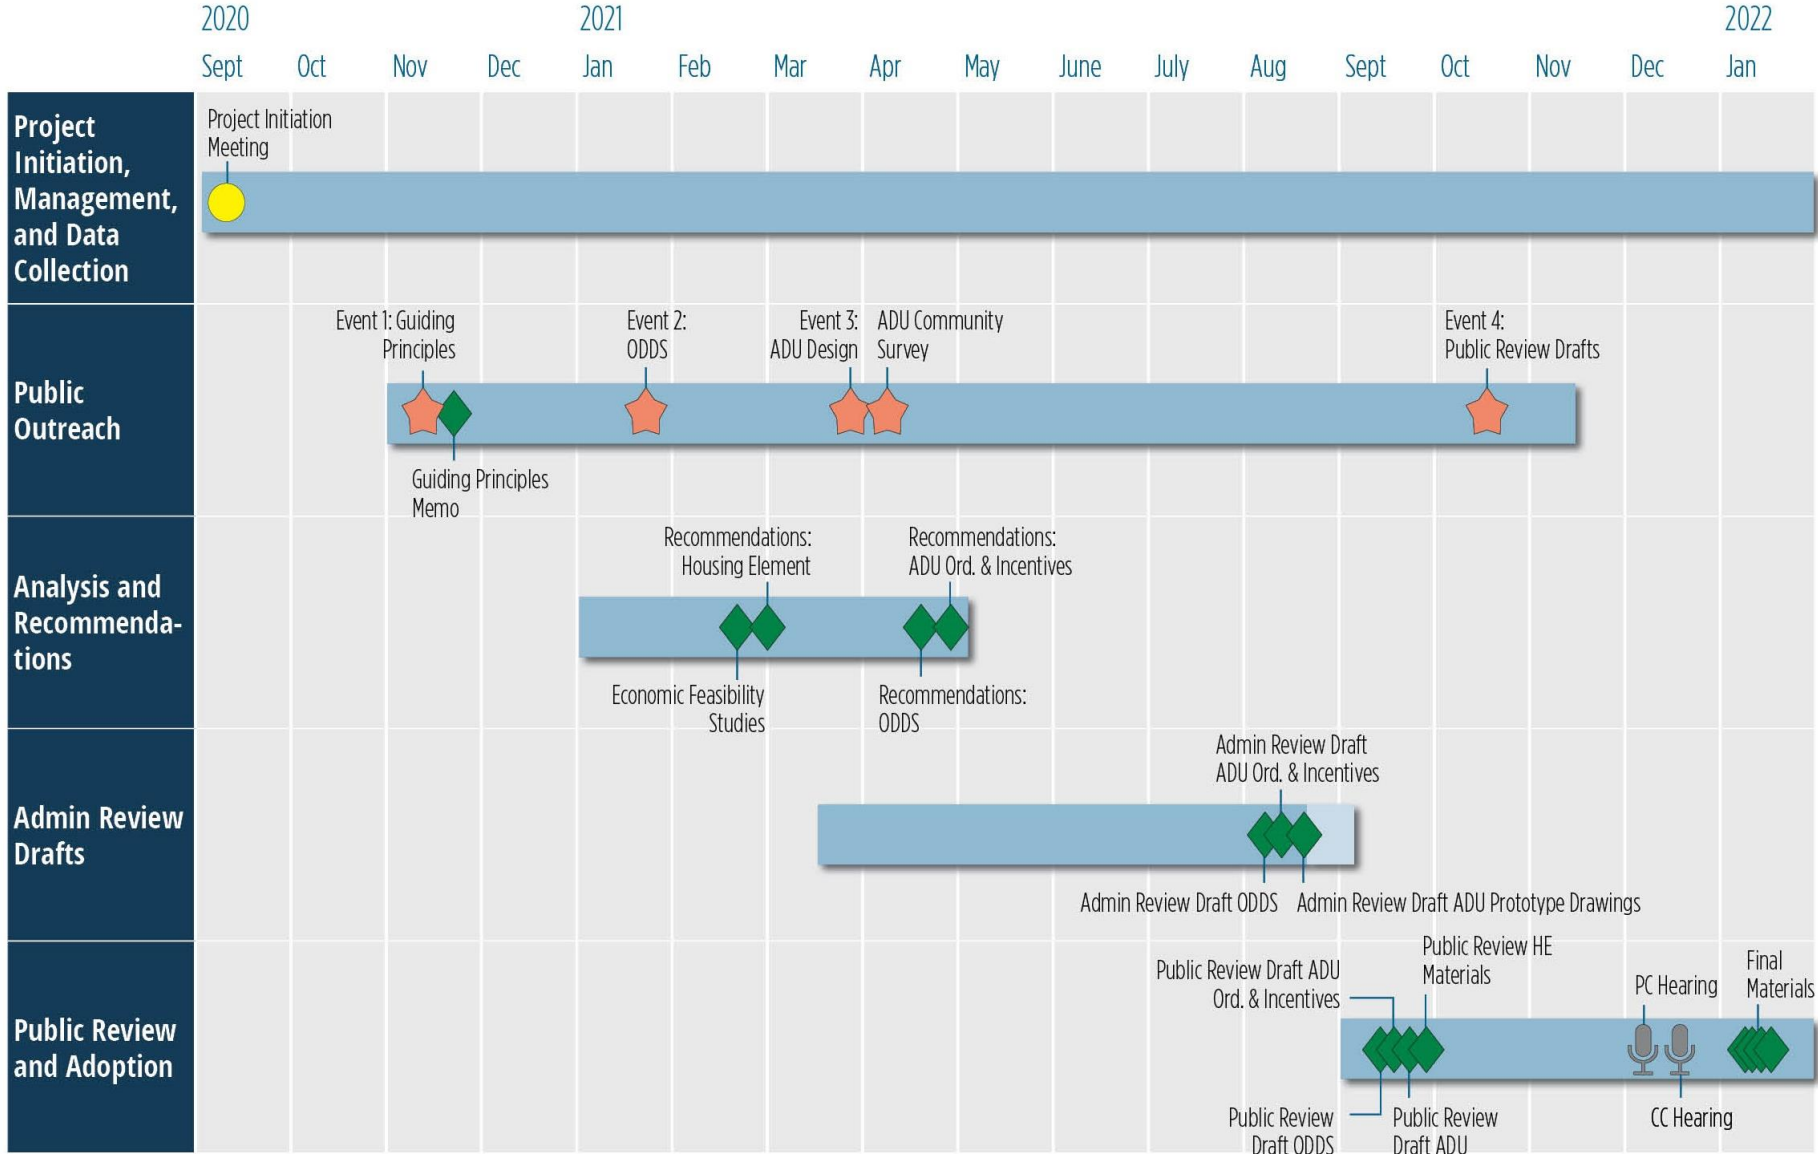 2020
2021
2022
Sept
Oct
Nov
Dec
Jan
Feb
Mar
Apr
May
June
July
Aug
Sept
Oct
Nov
Dec
Jan
Project
Initiation,
Management,
and Data
Collection
Project Initiation
Meeting
Public
Outreach
Event 1: Guiding
Principles
Event 2:
ODDS
Event 3:
ADU Design
ADU Community
Survey
Event 4:
Public Review Drafts
Guiding Principles
Memo
Analysis and
Recommenda-
tions
Recommendations:
Housing Element
Recommendations:
ADU Ord. & Incentives
Economic Feasibility
Studies
Recommendations:
ODDS
Admin Review
Drafts
Admin Review Draft
ADU Ord. & Incentives
Admin Review Draft ODDS
Admin Review Draft ADU Prototype Drawings
Public Review
and Adoption
Public Review Draft ADU
Ord. & Incentives
Public Review HE
Materials
PC Hearing
Final
Materials
Public Review
Draft ODDS
Public Review
Draft ADU
CC Hearing